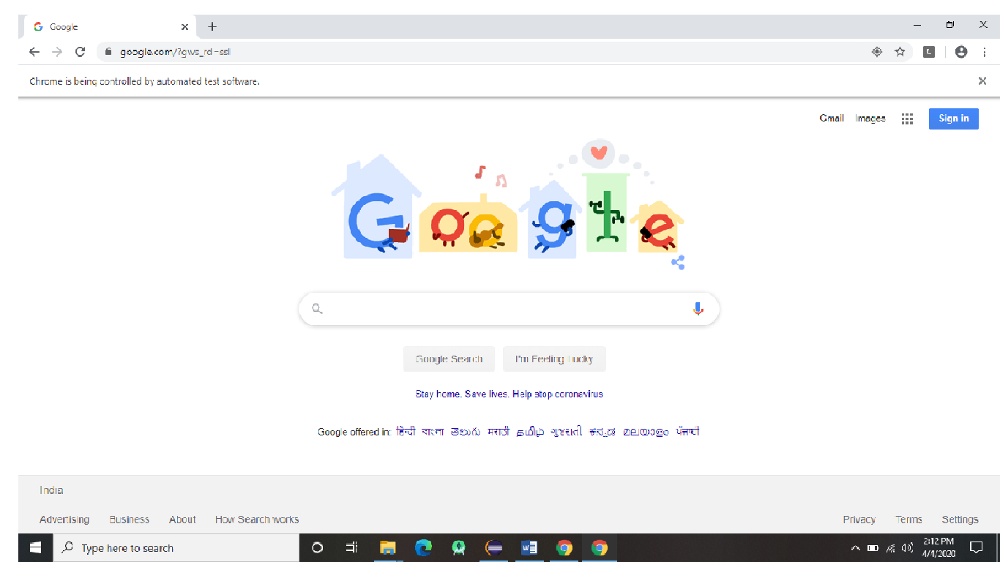 Google
google.com/?gws_rd=ssl
Chrome is being controlled by automated test software.
Gmail Images Sign in
Google
Google Search I'm Feeling Lucky
Stay home. Save lives. Help stop coronavirus
Google offered in: हिन्दी বাংলা తెలుగు मराठी தமிழ் ગુજરાતી ಕನ್ನಡ മലയാളം ਪੰਜਾਬੀ
India
Advertising Business About How Search works Privacy Terms Settings
Type here to search
2:12 PM
4/4/2020